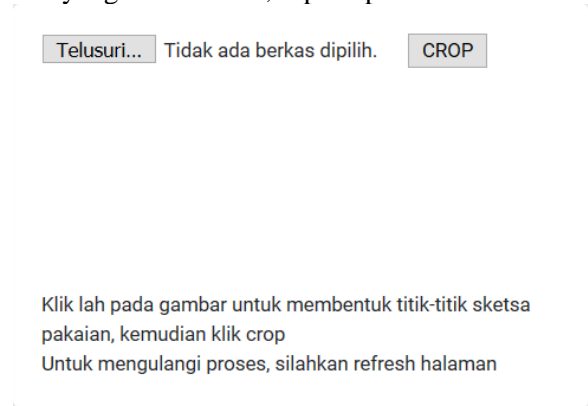 Telusuri... Tidak ada berkas dipilih. CROP
Klik lah pada gambar untuk membentuk titik-titik sketsa
pakaian, kemudian klik crop
Untuk mengulangi proses, silahkan refresh halaman